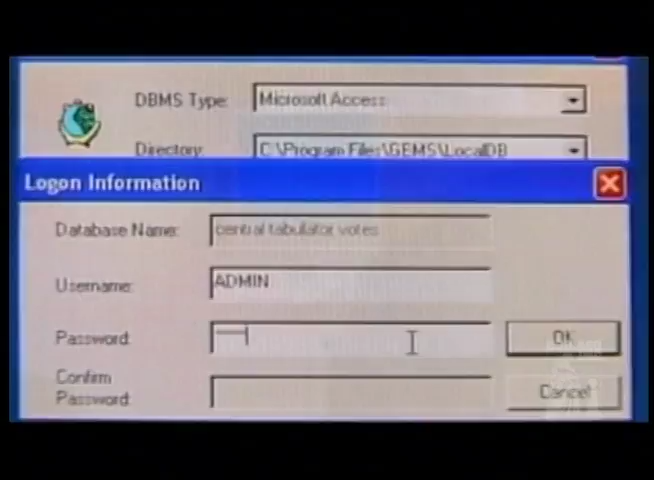 DBMS Type: Microsoft Access
Directory: C:\Program Files\GEMS\LocalDB
Logon Information
Database Name: central tabulator votes
Username: ADMIN
Password: ****
OK
Confirm
Password:
Cancel